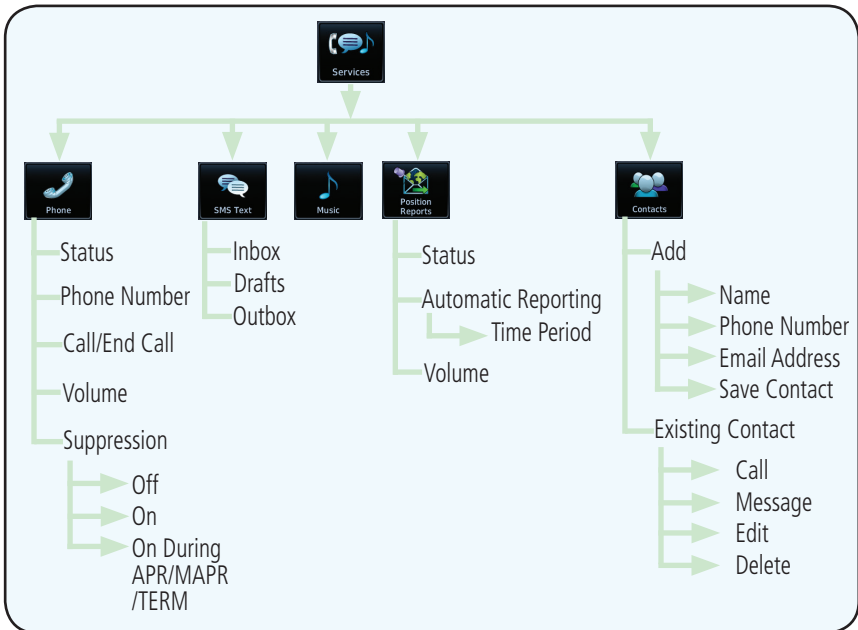 Services
Phone
SMS Text
Music
Position
Reports
Contacts
Status
Phone Number
Call/End Call
Volume
Suppression
Off
On
On During
APR/MAPR
/TERM
Inbox
Drafts
Outbox
Status
Automatic Reporting
Time Period
Volume
Add
Name
Phone Number
Email Address
Save Contact
Existing Contact
Call
Message
Edit
Delete